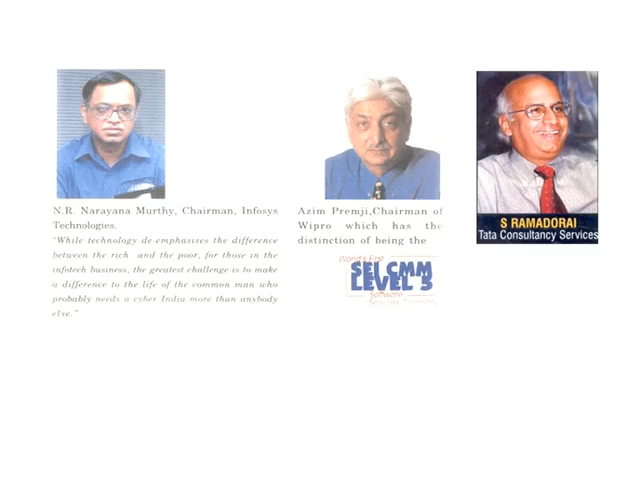 N.R. Narayana Murthy, Chairman, Infosys
Technologies.
"While technology de-emphasises the difference
between the rich and the poor, for those in the
infotech business, the greatest challenge is to make
a difference to the life of the common man who
probably needs a cyber India more than anybody
else."
Azim Premji,Chairman of
Wipro which has the
distinction of being the
World's First
SEI CMM
LEVEL 5
Software
Services Company
S RAMADORAI
Tata Consultancy Services